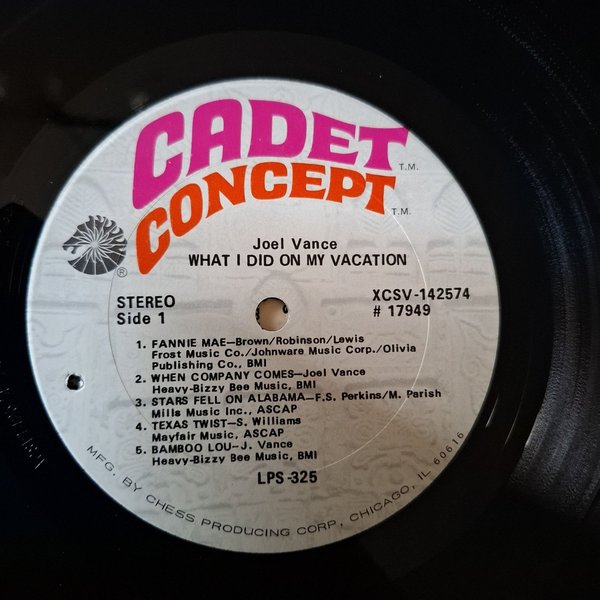 CADET T.M.
CONCEPT T.M.
®
Joel Vance
WHAT I DID ON MY VACATION
STEREO
Side 1
XCSV-142574
# 17949
1. FANNIE MAE—Brown/Robinson/Lewis
Frost Music Co./Johnware Music Corp./Olivia
Publishing Co., BMI
2. WHEN COMPANY COMES—Joel Vance
Heavy-Bizzy Bee Music, BMI
3. STARS FELL ON ALABAMA—F.S. Perkins/M. Parish
Mills Music Inc., ASCAP
4. TEXAS TWIST—S. Williams
Mayfair Music, ASCAP
5. BAMBOO LOU—J. Vance
Heavy-Bizzy Bee Music, BMI
LPS-325
MFG. BY CHESS PRODUCING CORP., CHICAGO, IL 60616